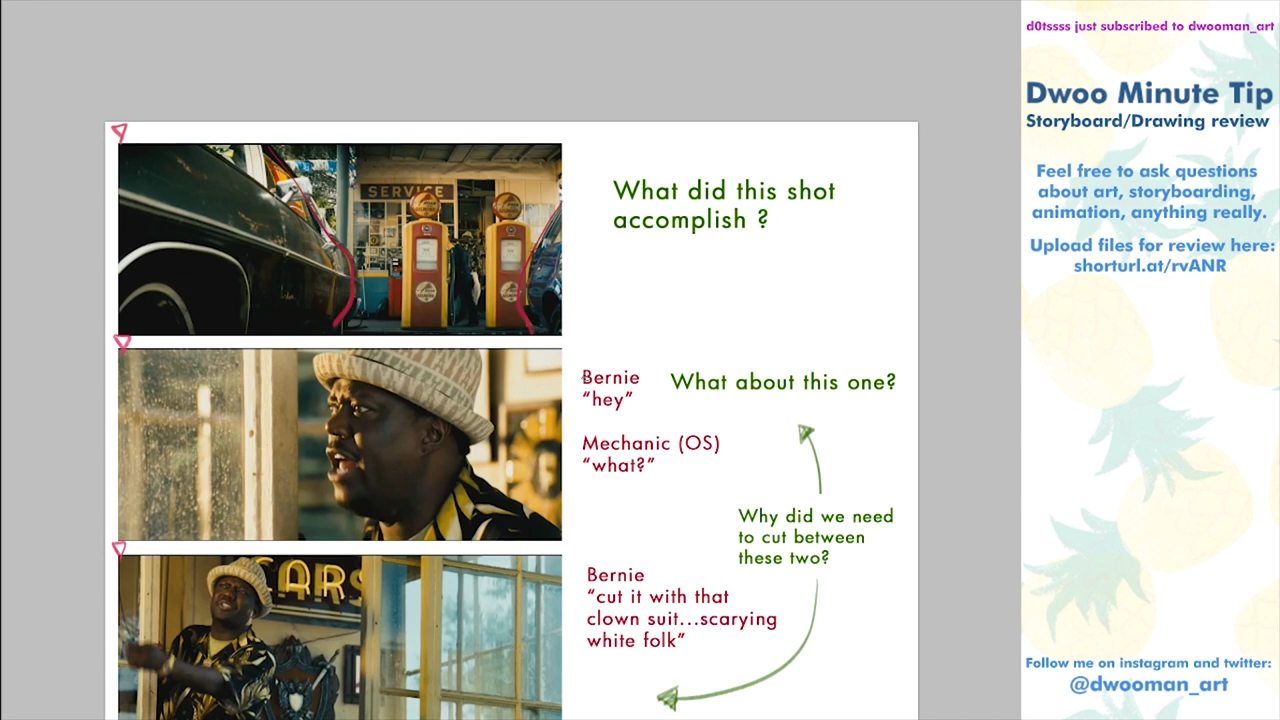 d0tssss just subscribed to dwooman_art
Dwoo Minute Tip
Storyboard/Drawing review
Feel free to ask questions
about art, storyboarding,
animation, anything really.
Upload files for review here:
shorturl.at/rvANR
SERVICE
What did this shot
accomplish ?
Bernie
“hey”
What about this one?
Mechanic (OS)
“what?”
Why did we need
to cut between
these two?
CARS
Bernie
“cut it with that
clown suit...scarying
white folk”
Follow me on instagram and twitter:
@dwooman_art